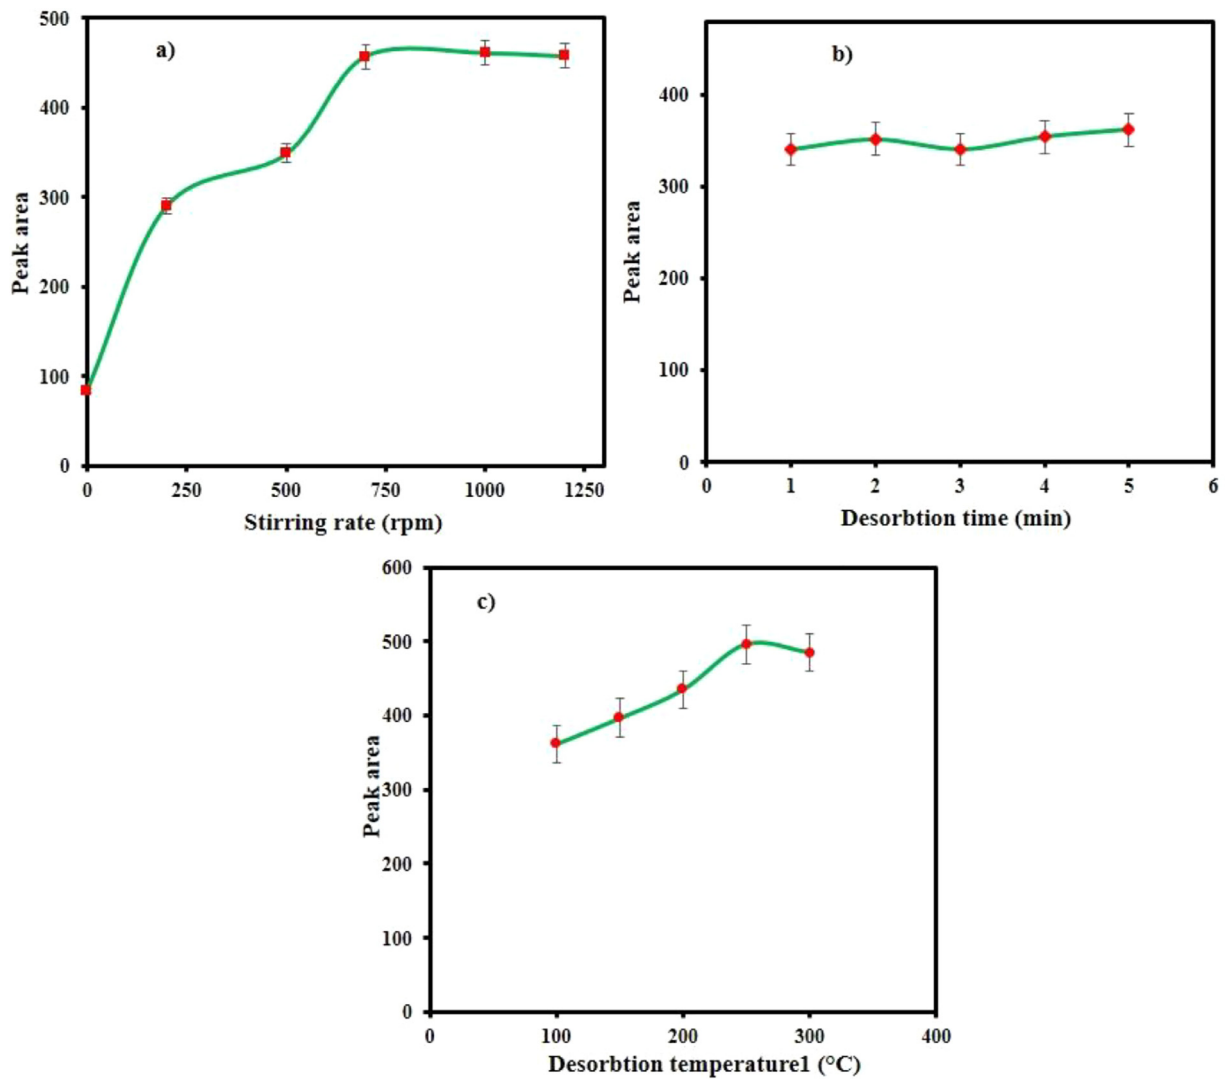 a)
Peak area
500
400
300
200
100
0
0 250 500 750 1000 1250
Stirring rate (rpm)
b)
Peak area
400
300
200
100
0
0 1 2 3 4 5 6
Desorbtion time (min)
c)
Peak area
600
500
400
300
200
100
0
0 100 200 300 400
Desorbtion temperature1 (°C)